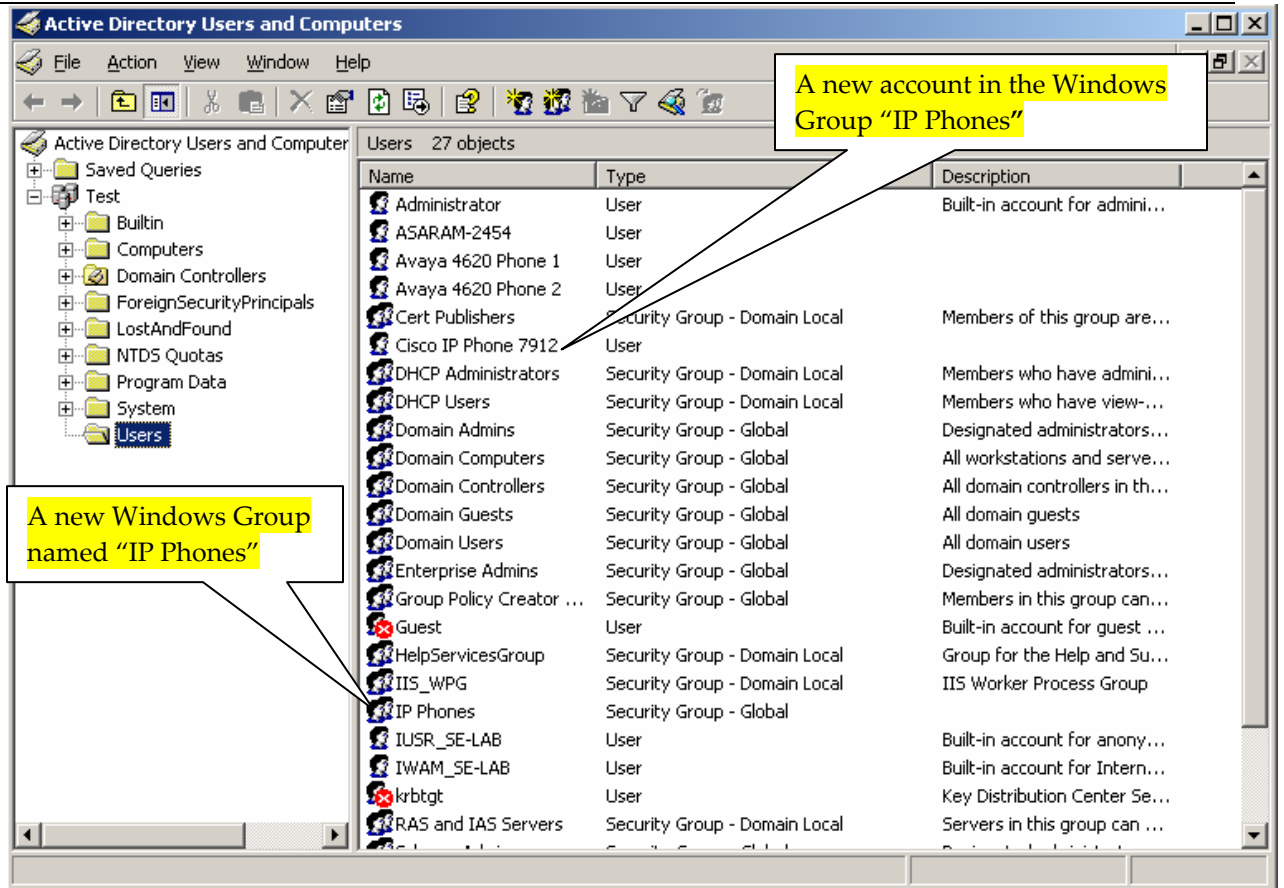 Active Directory Users and Computers
File Action View Window Help
A new account in the Windows
Group “IP Phones”
Active Directory Users and Computer
Saved Queries
Test
Builtin
Computers
Domain Controllers
ForeignSecurityPrincipals
LostAndFound
NTDS Quotas
Program Data
System
Users
A new Windows Group
named “IP Phones”
Users 27 objects
Name Type Description
Administrator User Built-in account for admini...
ASARAM-2454 User
Avaya 4620 Phone 1 User
Avaya 4620 Phone 2 User
Cert Publishers Security Group - Domain Local Members of this group are...
Cisco IP Phone 7912 User
DHCP Administrators Security Group - Domain Local Members who have admini...
DHCP Users Security Group - Domain Local Members who have view-...
Domain Admins Security Group - Global Designated administrators...
Domain Computers Security Group - Global All workstations and serve...
Domain Controllers Security Group - Global All domain controllers in th...
Domain Guests Security Group - Global All domain guests
Domain Users Security Group - Global All domain users
Enterprise Admins Security Group - Global Designated administrators...
Group Policy Creator ... Security Group - Global Members in this group can...
Guest User Built-in account for guest ...
HelpServicesGroup Security Group - Domain Local Group for the Help and Su...
IIS_WPG Security Group - Domain Local IIS Worker Process Group
IP Phones Security Group - Global
IUSR_SE-LAB User Built-in account for anony...
IWAM_SE-LAB User Built-in account for Intern...
krbtgt User Key Distribution Center Se...
RAS and IAS Servers Security Group - Domain Local Servers in this group can ...